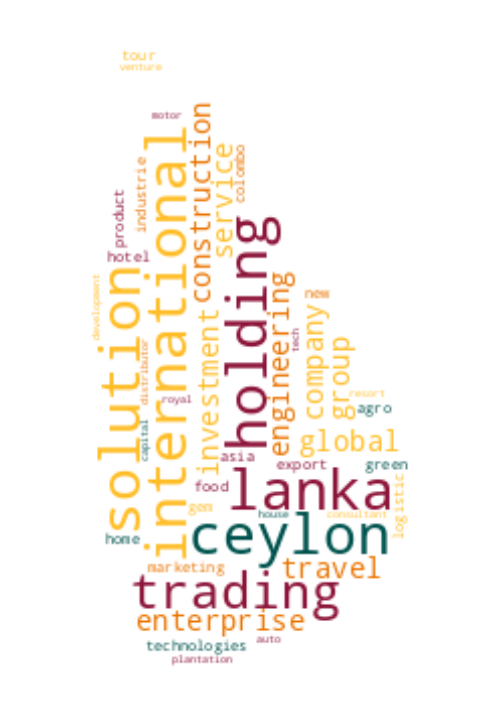 tour
venture
motor
international
construction
service
colombo
industrie
product
hotel
holding
solution
development
engineering
new
investment
company
group
tech
distributor
royal
resort
agro
capital
global
asia
export
green
lanka
food
logistic
gem
house
consultant
ceylon
home
marketing
travel
trading
enterprise
technologies
auto
plantation